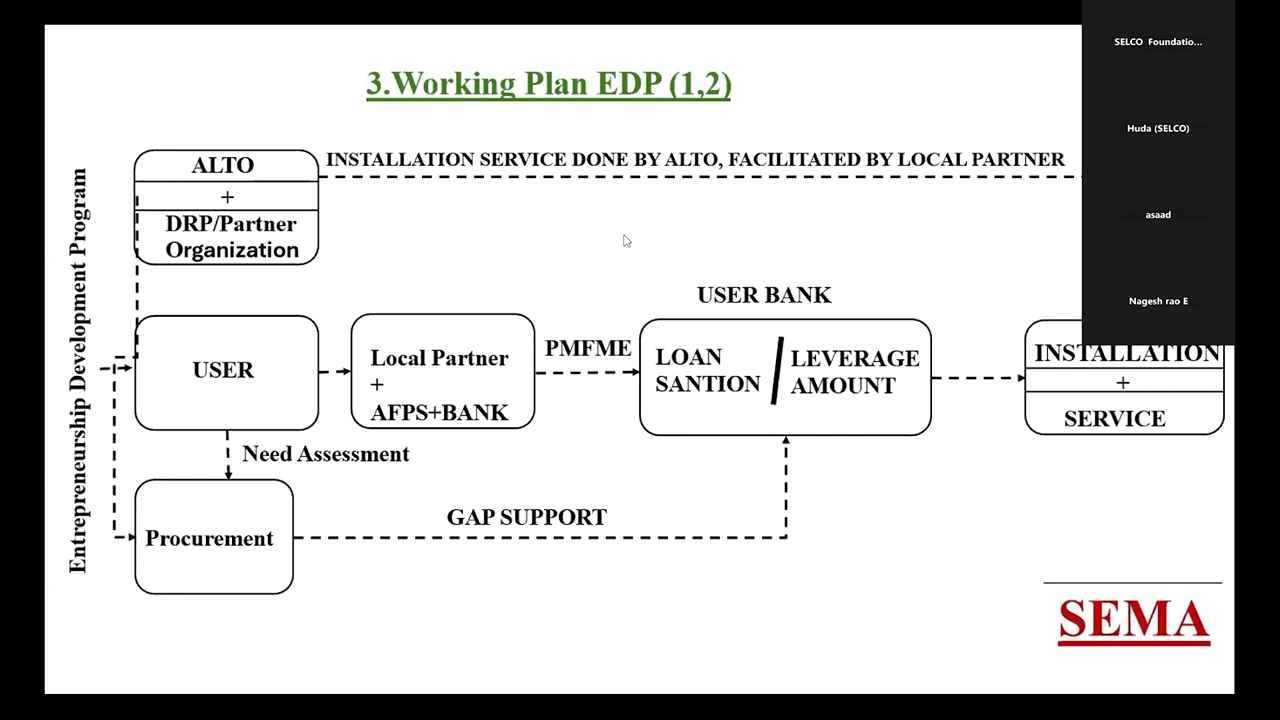 3.Working Plan EDP (1,2)
SELCO Foundatio...
Huda (SELCO)
asaad
Nagesh rao E
Entrepreneurship Development Program
ALTO
+
DRP/Partner
Organization
INSTALLATION SERVICE DONE BY ALTO, FACILITATED BY LOCAL PARTNER
USER
Local Partner
+
AFPS+BANK
PMFME
USER BANK
LOAN
SANTION
/
LEVERAGE
AMOUNT
INSTALLATION
+
SERVICE
Need Assessment
Procurement
GAP SUPPORT
SEMA